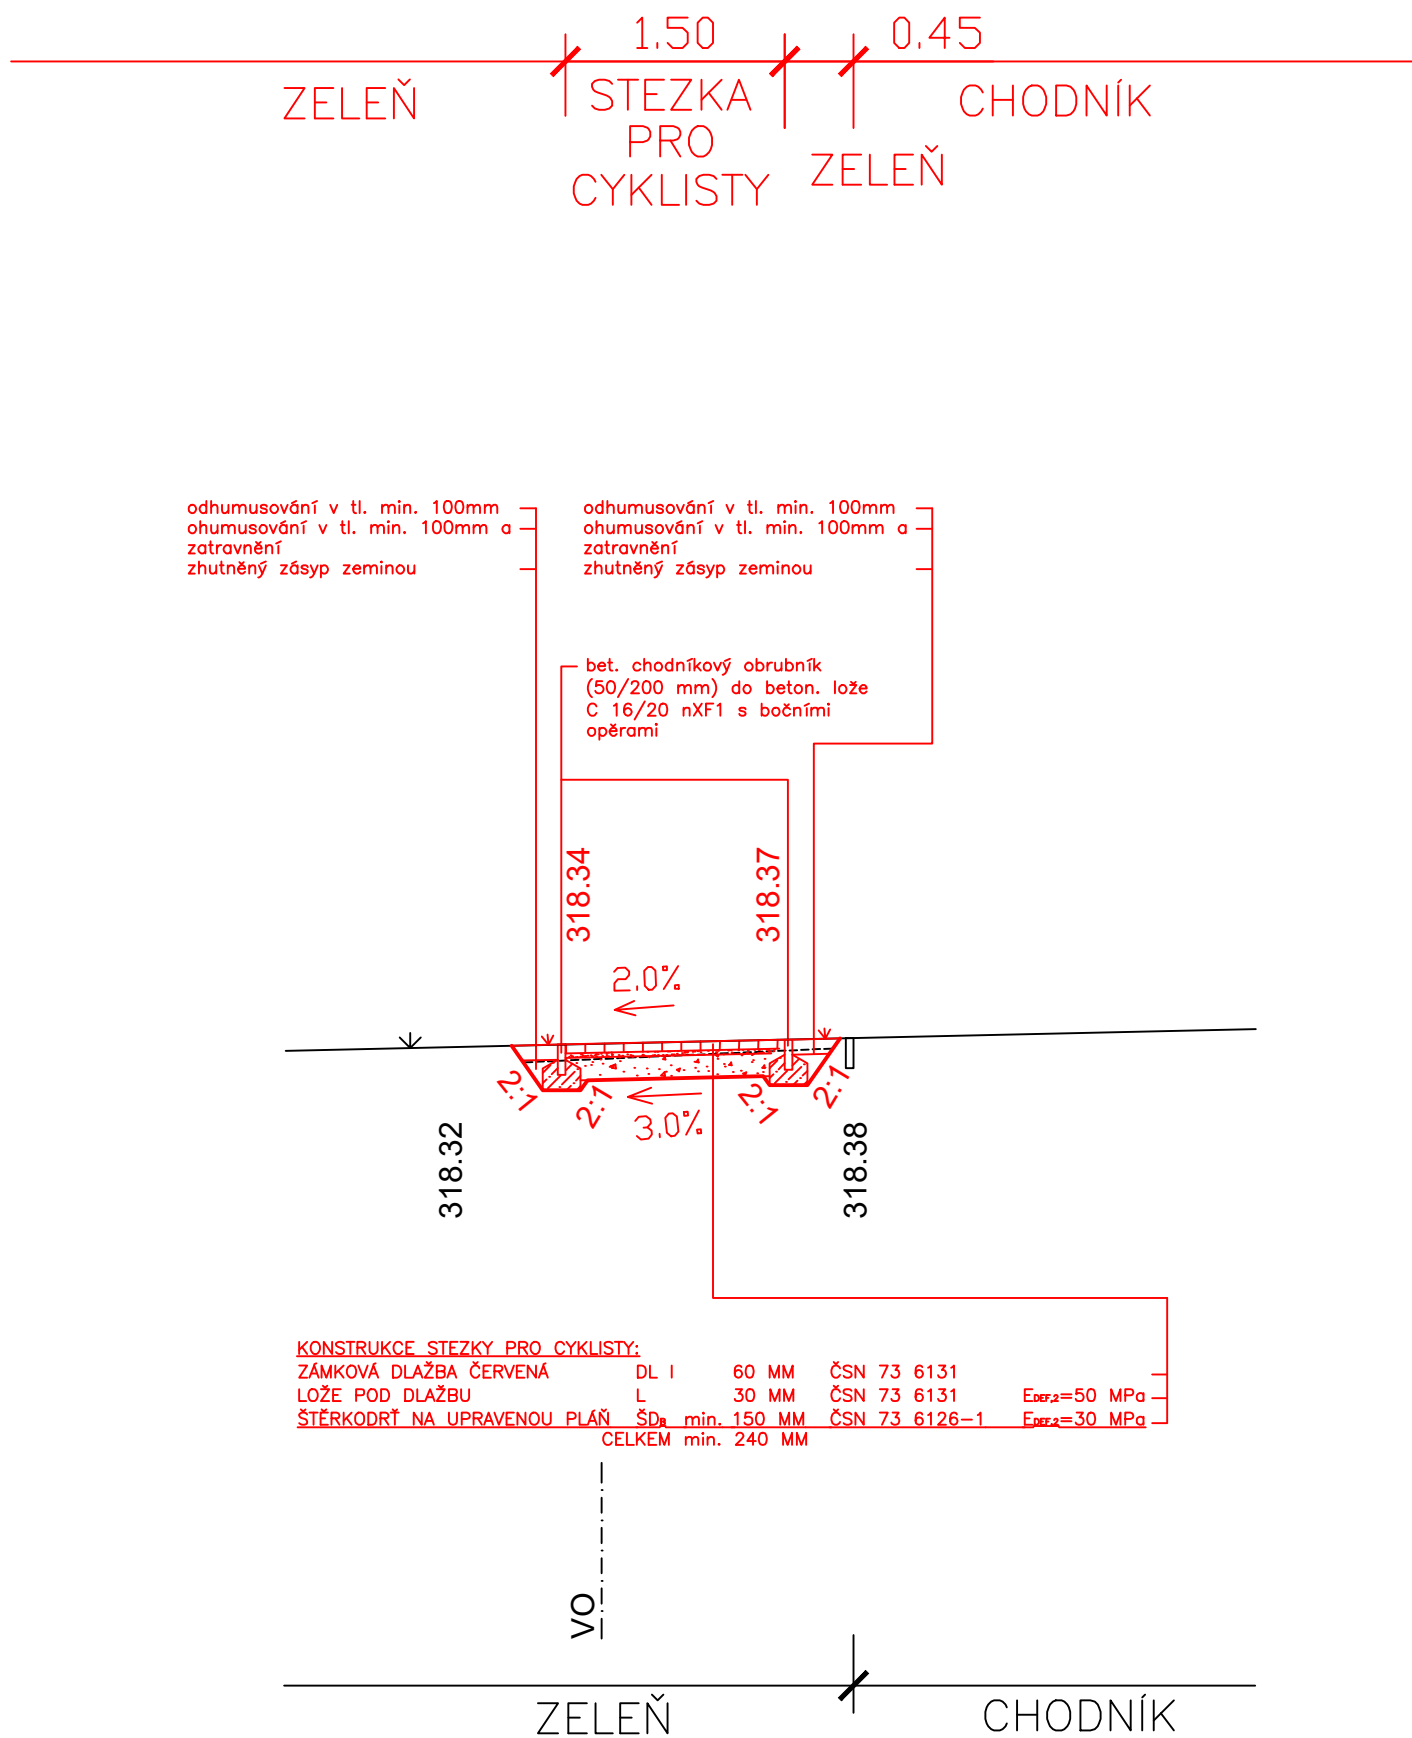 1.50
0.45
ZELEŇ
STEZKA
PRO
CYKLISTY
ZELEŇ
CHODNÍK
odhumusování v tl. min. 100mm
ohumusování v tl. min. 100mm a
zatravnění
zhutněný zásyp zeminou
odhumusování v tl. min. 100mm
ohumusování v tl. min. 100mm a
zatravnění
zhutněný zásyp zeminou
bet. chodníkový obrubník
(50/200 mm) do beton. lože
C 16/20 nXF1 s bočními
opěrami
318.34
318.37
2.0%
2:1
2:1
2:1
2:1
3.0%
318.32
318.38
KONSTRUKCE STEZKY PRO CYKLISTY:
ZÁMKOVÁ DLAŽBA ČERVENÁ DL I 60 MM ČSN 73 6131
LOŽE POD DLAŽBU L 30 MM ČSN 73 6131 EDEF,2=50 MPa
ŠTĚRKODRŤ NA UPRAVENOU PLÁŇ ŠDB min. 150 MM ČSN 73 6126-1 EDEF,2=30 MPa
CELKEM min. 240 MM
VO
ZELEŇ
CHODNÍK